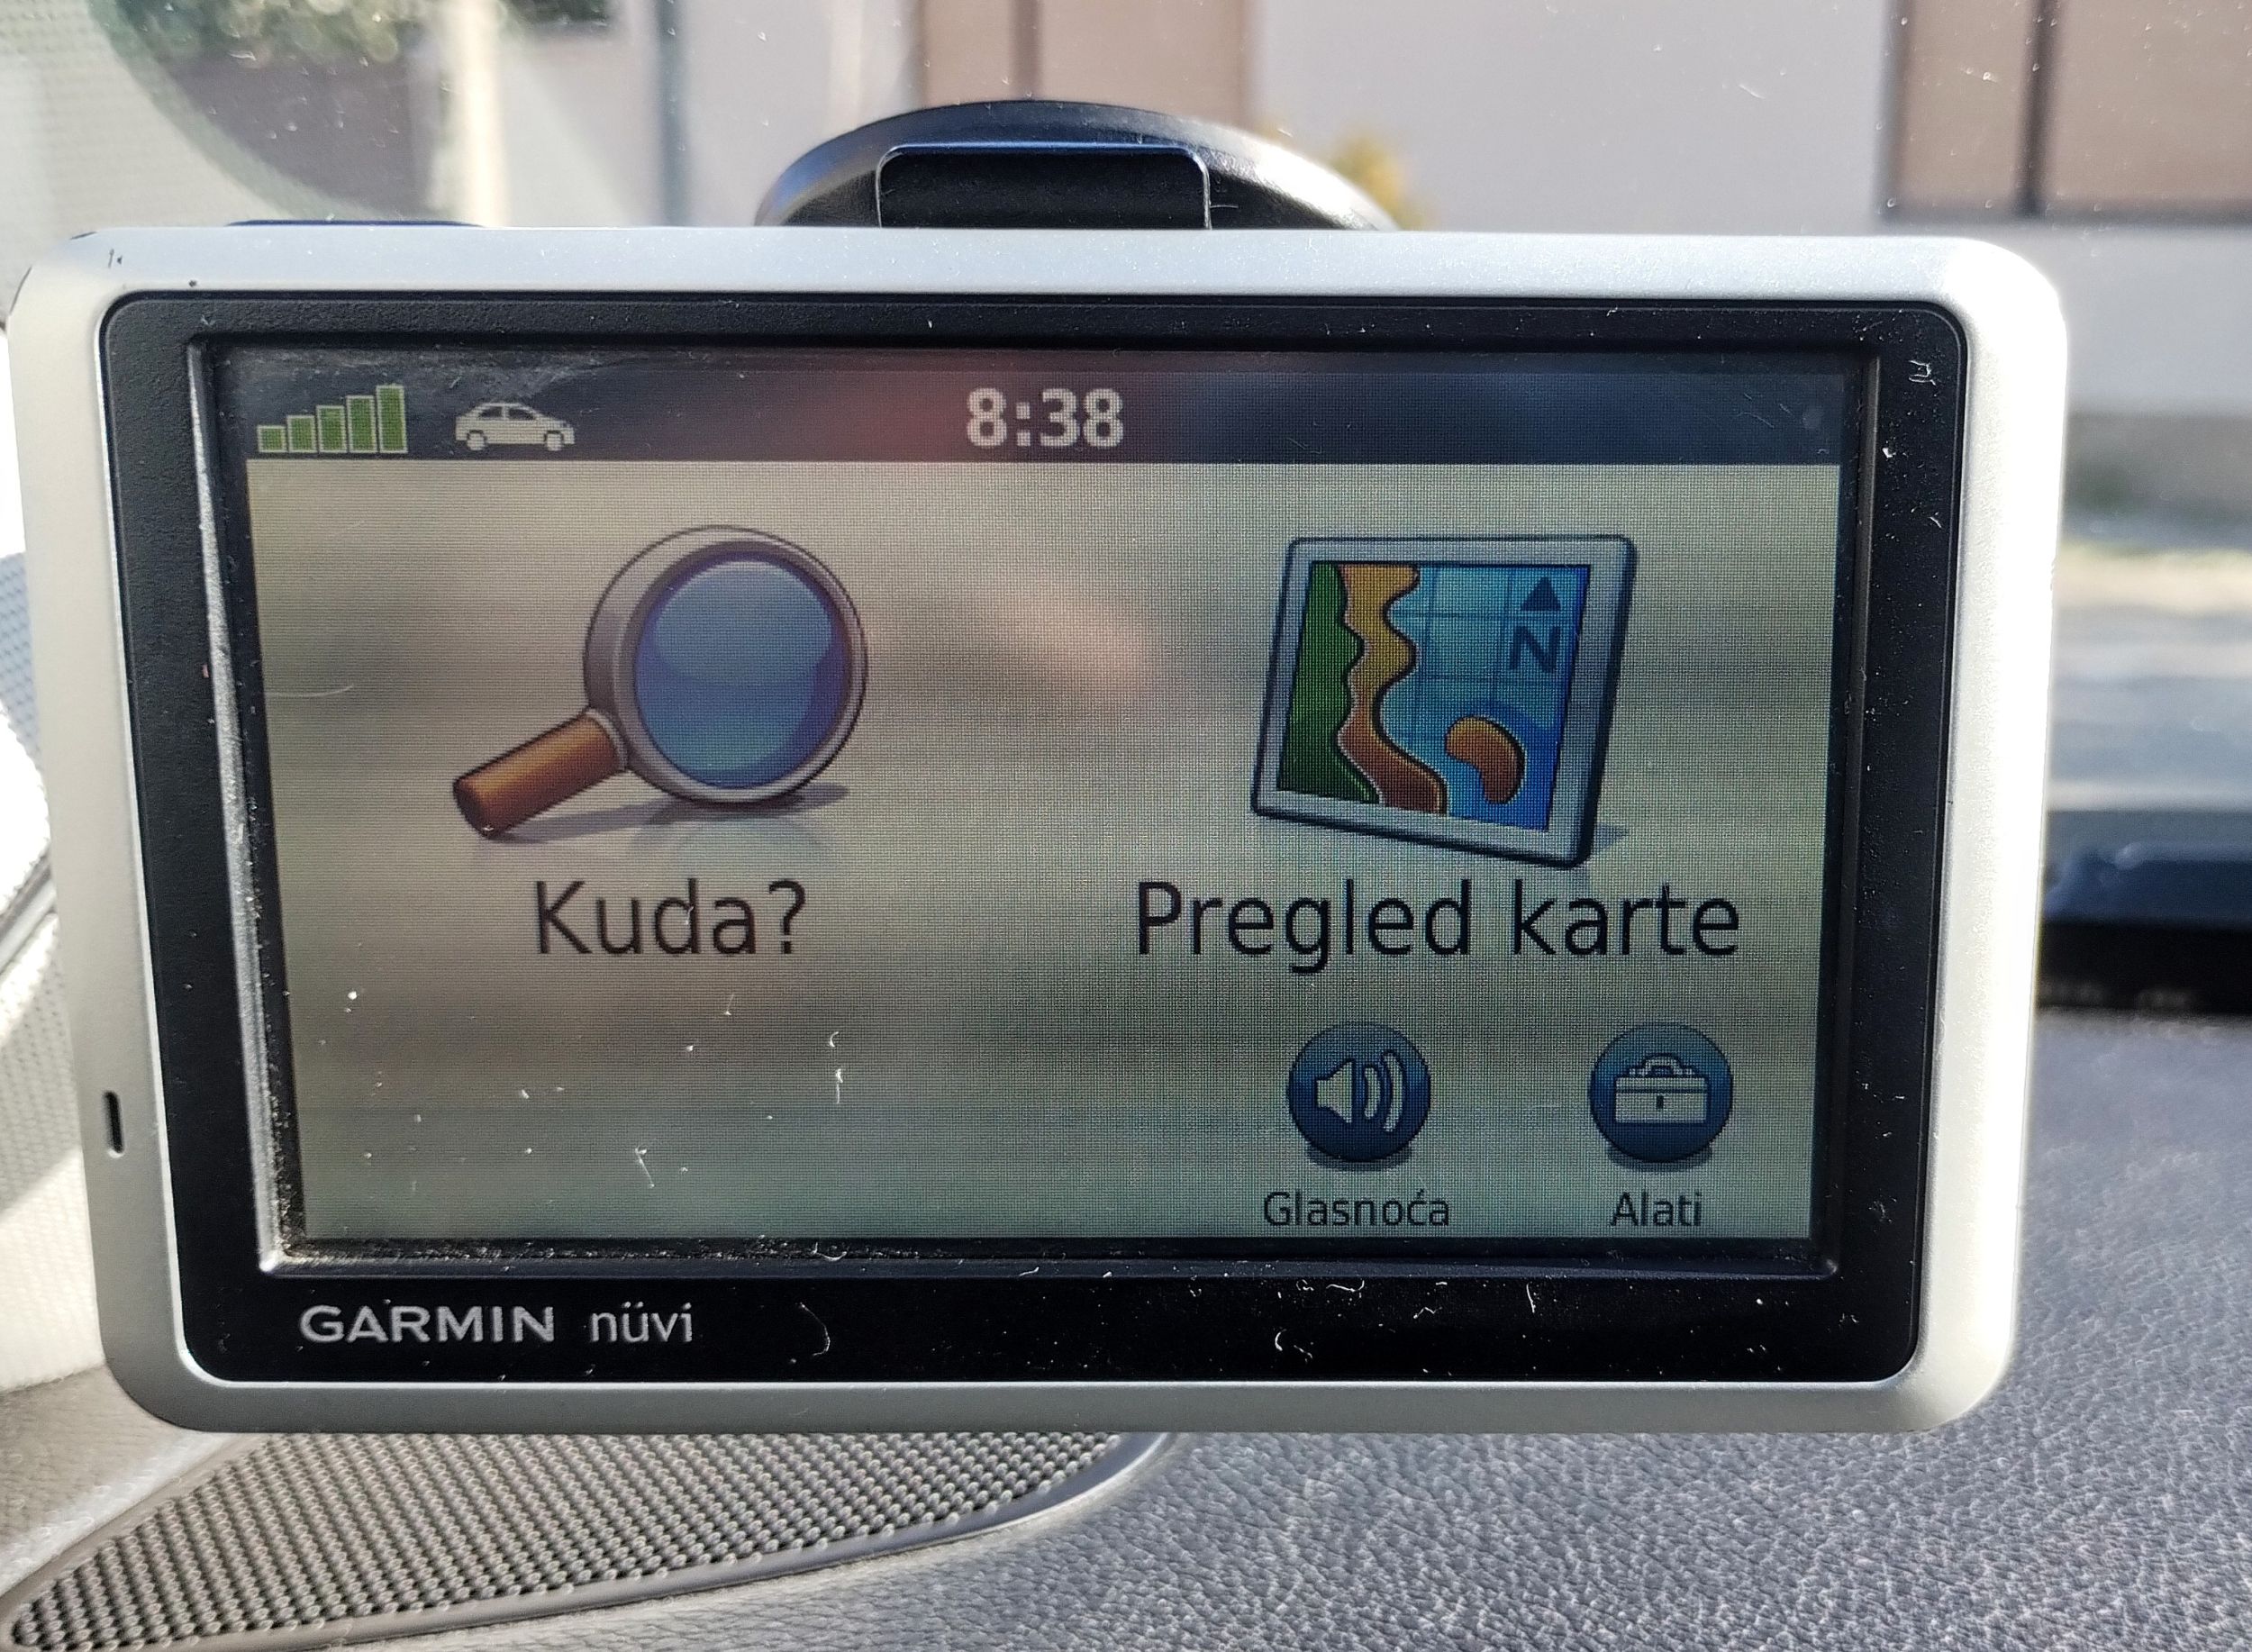 8:38
N
Kuda?
Pregled karte
Glasnoća
Alati
GARMIN nüvi